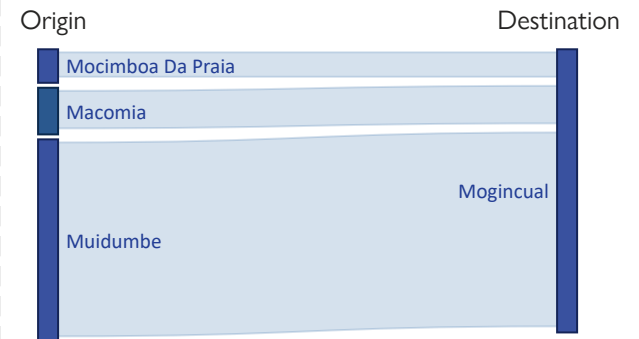 Origin
Destination
Mocimboa Da Praia
Macomia
Mogincual
Muidumbe